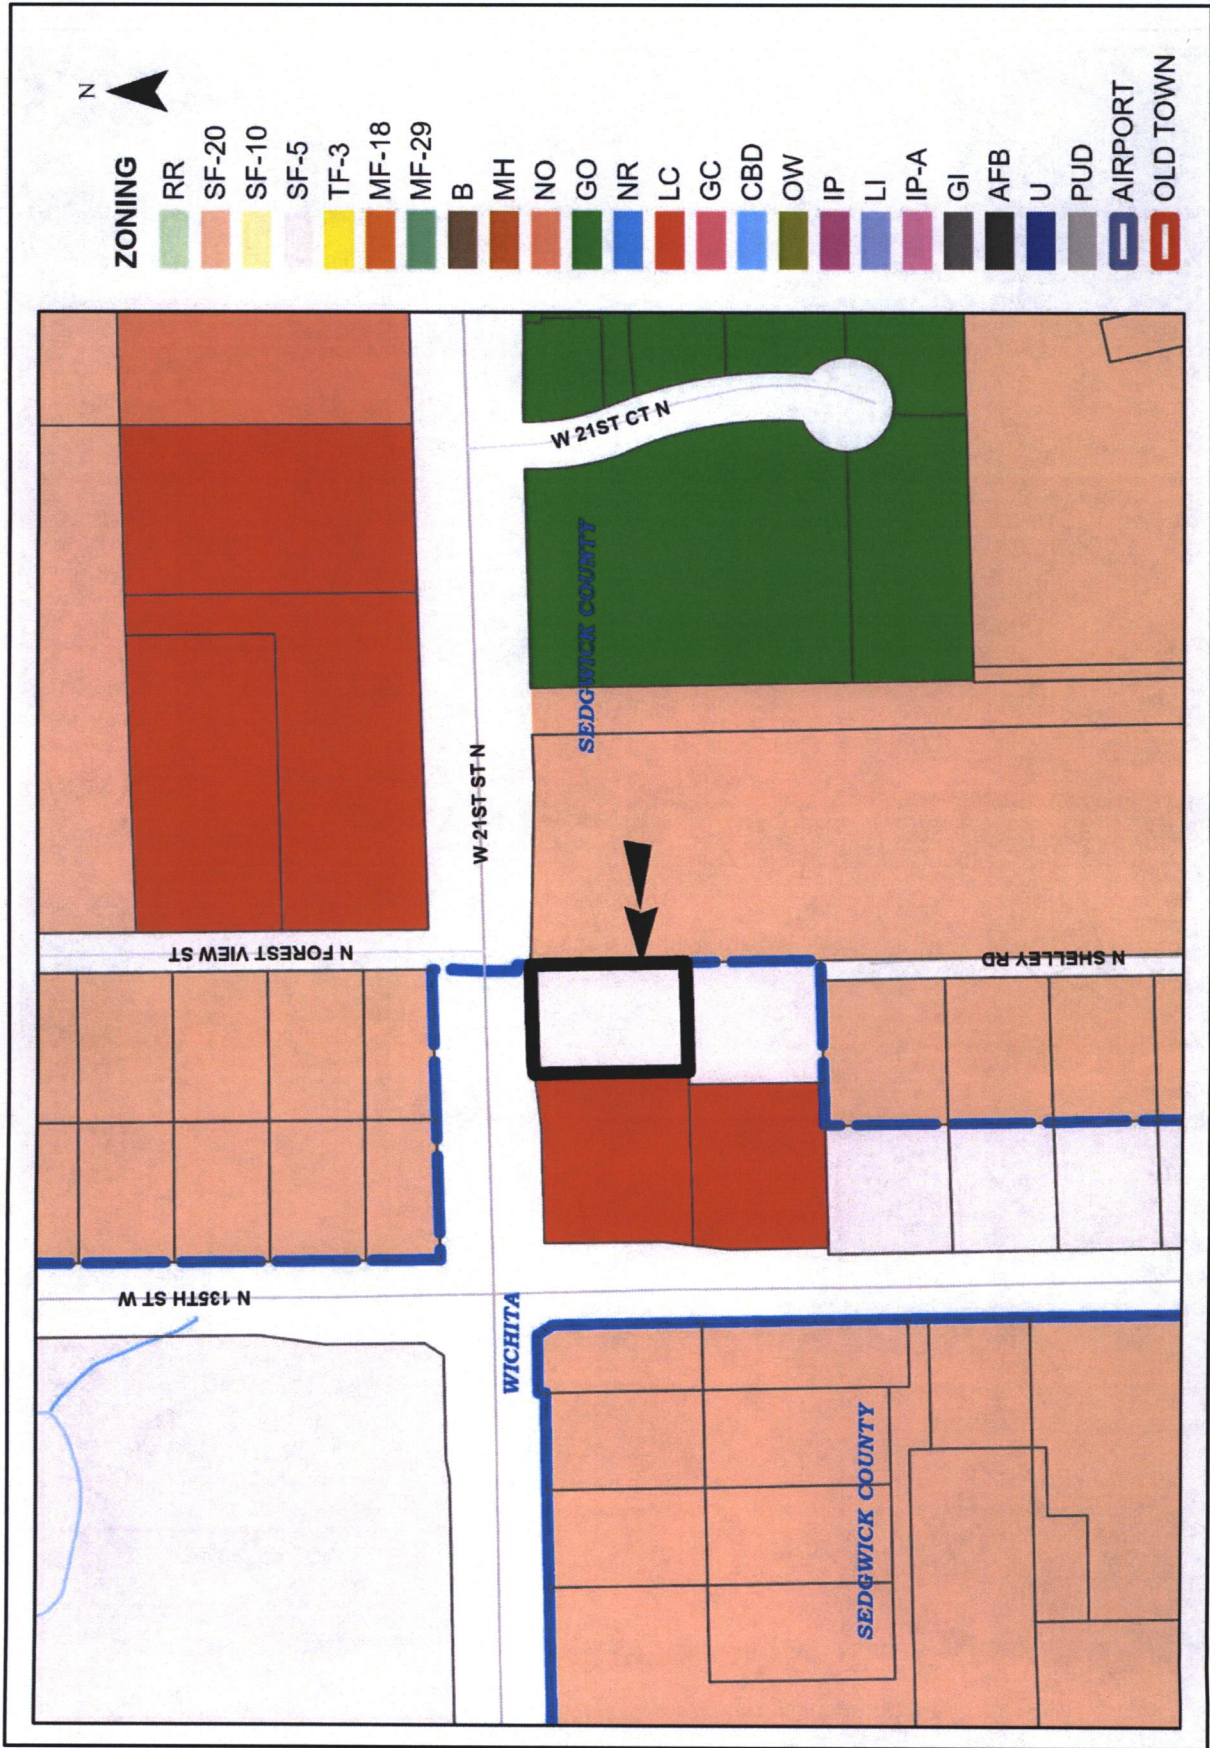 N
ZONING
RR
SF-20
SF-10
SF-5
TF-3
MF-18
MF-29
B
MH
NO
GO
NR
LC
GC
CBD
OW
IP
LI
IP-A
GI
AFB
U
PUD
AIRPORT
OLD TOWN
N FOREST VIEW ST
N 135TH ST W
W 21ST ST N
W 21ST CT N
SEDGWICK COUNTY
WICHITA
N SHELLEY RD
SEDGWICK COUNTY